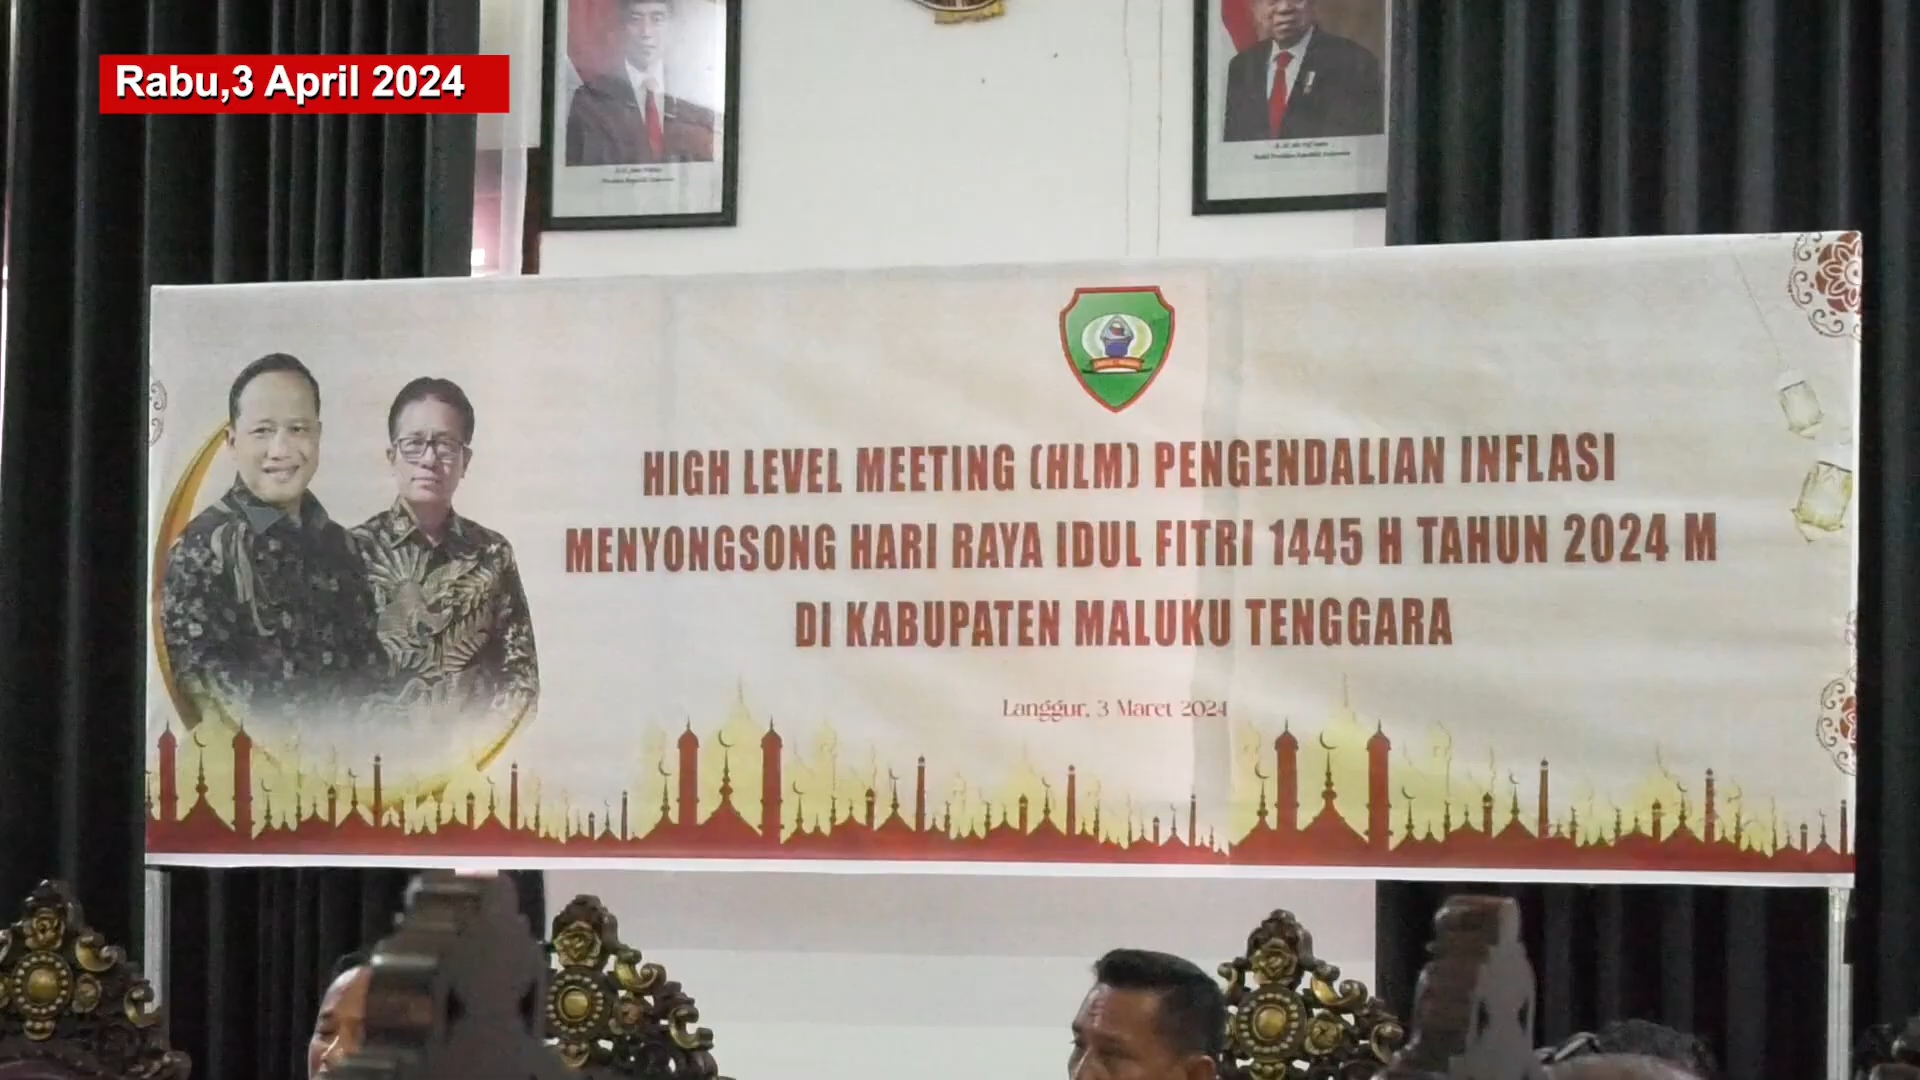 Rabu,3 April 2024
HIGH LEVEL MEETING (HLM) PENGENDALIAN INFLASI
MENYONGSONG HARI RAYA IDUL FITRI 1445 H TAHUN 2024 M
DI KABUPATEN MALUKU TENGGARA
Langgur, 3 Maret 2024